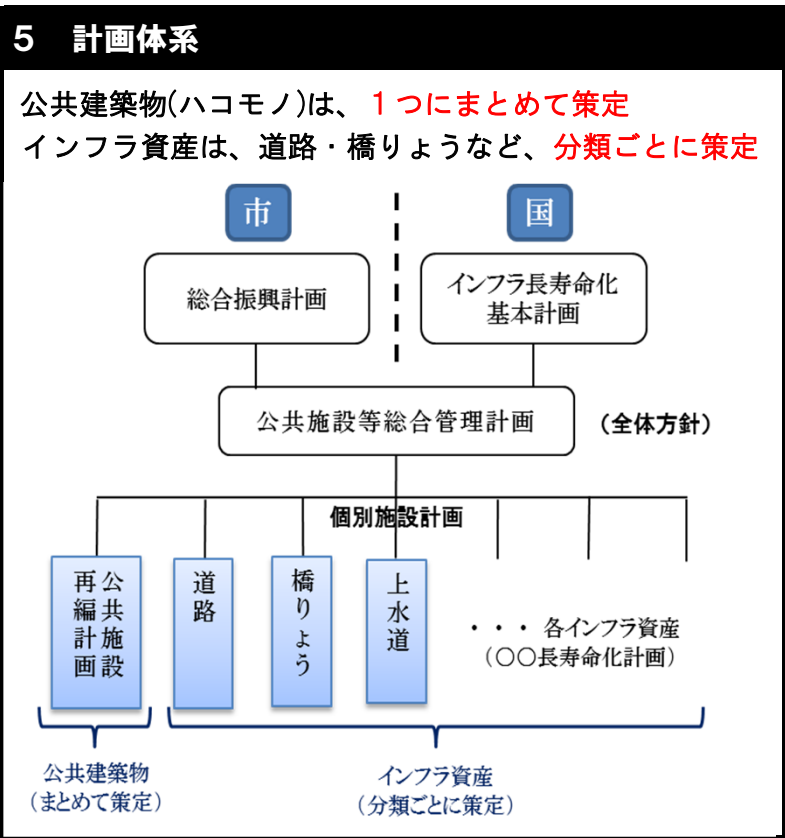 5 計画体系
公共建築物(ハコモノ)は、1つにまとめて策定
インフラ資産は、道路・橋りょうなど、分類ごとに策定
市
国
総合振興計画
インフラ長寿命化
基本計画
公共施設等総合管理計画
(全体方針)
個別施設計画
公共施設
再編計画
道路
橋りょう
上水道
・・・ 各インフラ資産
(〇〇長寿命化計画)
公共建築物
(まとめて策定)
インフラ資産
(分類ごとに策定)